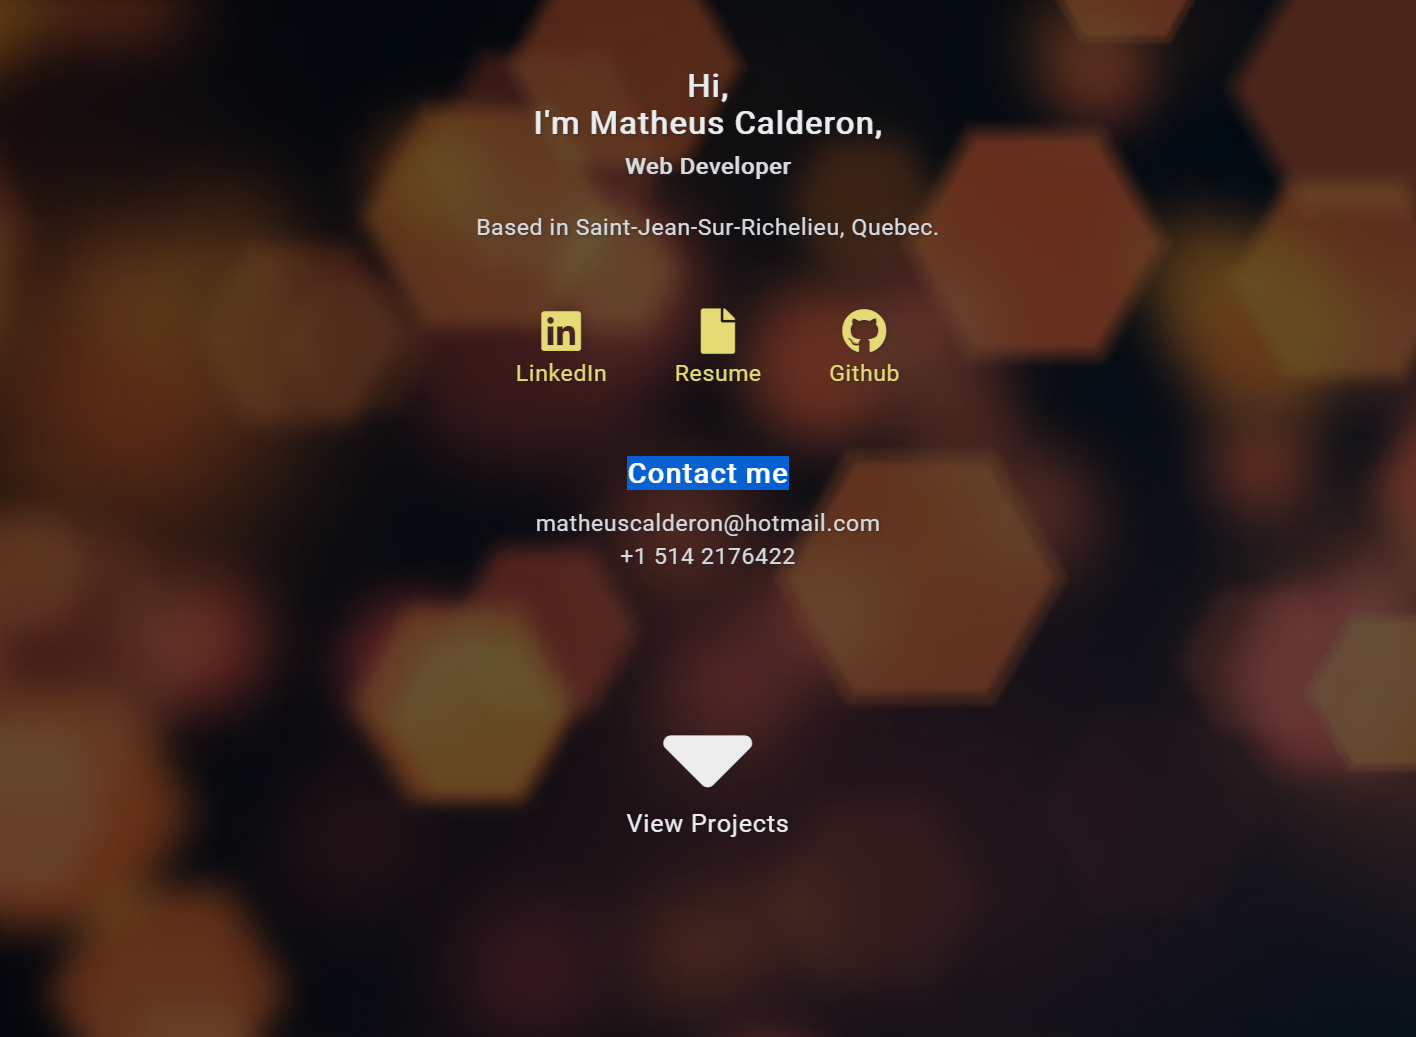 Hi,
I'm Matheus Calderon,
Web Developer
Based in Saint-Jean-Sur-Richelieu, Quebec.
LinkedIn Resume Github
Contact me
matheuscalderon@hotmail.com
+1 514 2176422
View Projects